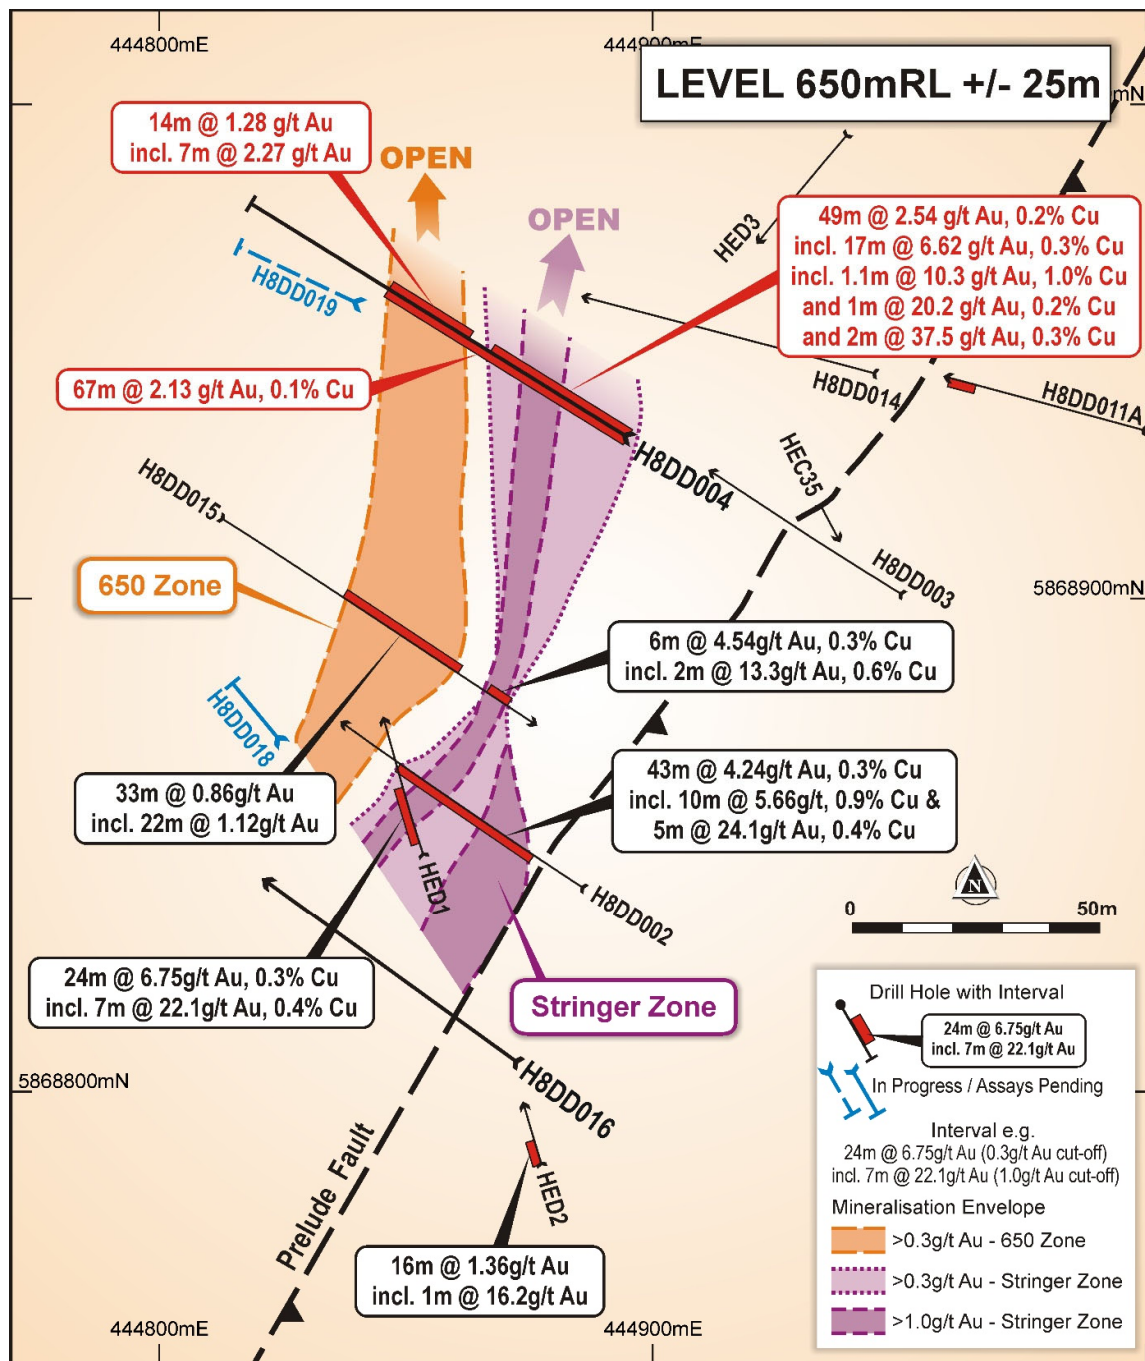 444800mE
444900mE
LEVEL 650mRL +/- 25m
mN
14m @ 1.28 g/t Au
incl. 7m @ 2.27 g/t Au
OPEN
OPEN
HED3
49m @ 2.54 g/t Au, 0.2% Cu
incl. 17m @ 6.62 g/t Au, 0.3% Cu
incl. 1.1m @ 10.3 g/t Au, 1.0% Cu
and 1m @ 20.2 g/t Au, 0.2% Cu
and 2m @ 37.5 g/t Au, 0.3% Cu
H8DD019
67m @ 2.13 g/t Au, 0.1% Cu
H8DD014
H8DD011A
H8DD004
HEC35
H8DD015
H8DD003
650 Zone
5868900mN
6m @ 4.54g/t Au, 0.3% Cu
incl. 2m @ 13.3g/t Au, 0.6% Cu
H8DD018
33m @ 0.86g/t Au
incl. 22m @ 1.12g/t Au
43m @ 4.24g/t Au, 0.3% Cu
incl. 10m @ 5.66g/t, 0.9% Cu &
5m @ 24.1g/t Au, 0.4% Cu
HED1
H8DD002
N
0
50m
24m @ 6.75g/t Au, 0.3% Cu
incl. 7m @ 22.1g/t Au, 0.4% Cu
Stringer Zone
H8DD016
5868800mN
HED2
Prelude Fault
16m @ 1.36g/t Au
incl. 1m @ 16.2g/t Au
444800mE
444900mE
Drill Hole with Interval
24m @ 6.75g/t Au
incl. 7m @ 22.1g/t Au
In Progress / Assays Pending
Interval e.g.
24m @ 6.75g/t Au (0.3g/t Au cut-off)
incl. 7m @ 22.1g/t Au (1.0g/t Au cut-off)
Mineralisation Envelope
>0.3g/t Au - 650 Zone
>0.3g/t Au - Stringer Zone
>1.0g/t Au - Stringer Zone